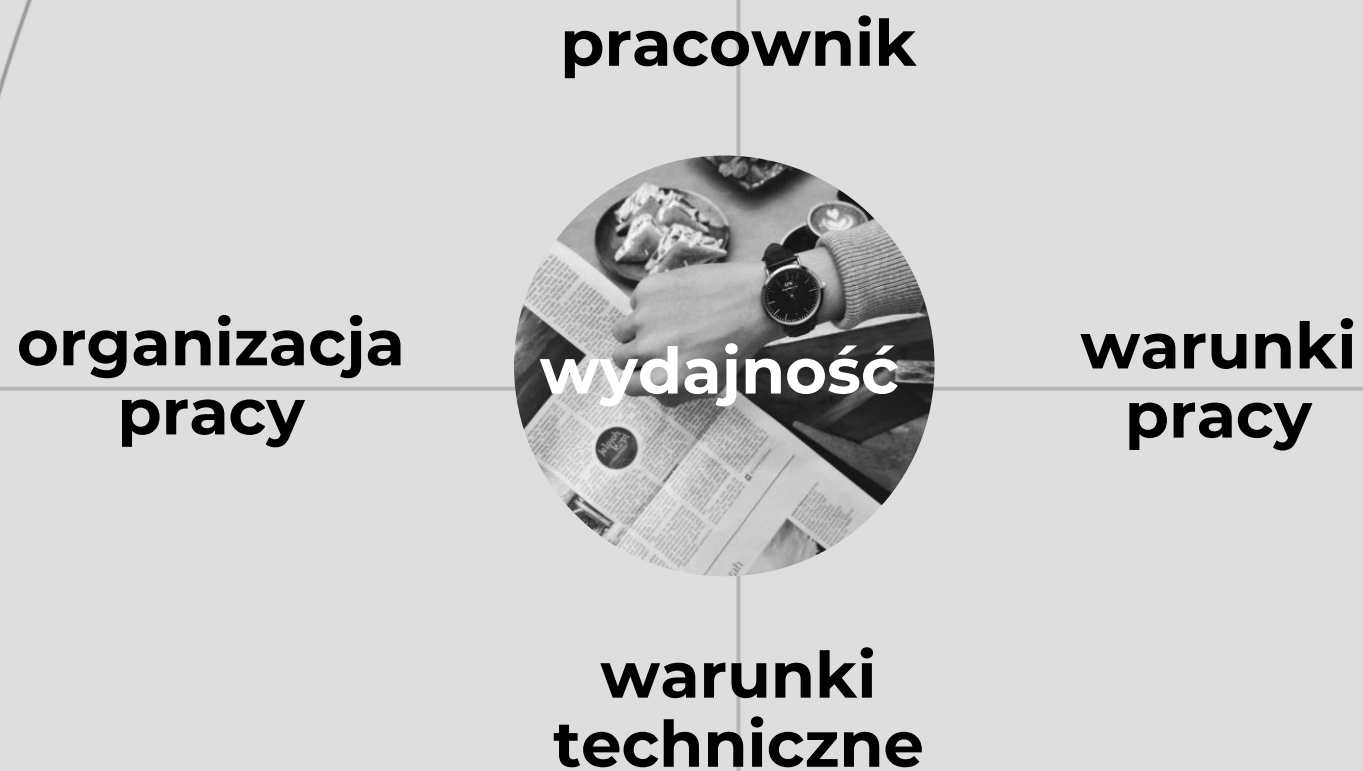 pracownik
organizacja
pracy
wydajność
warunki
pracy
warunki
techniczne